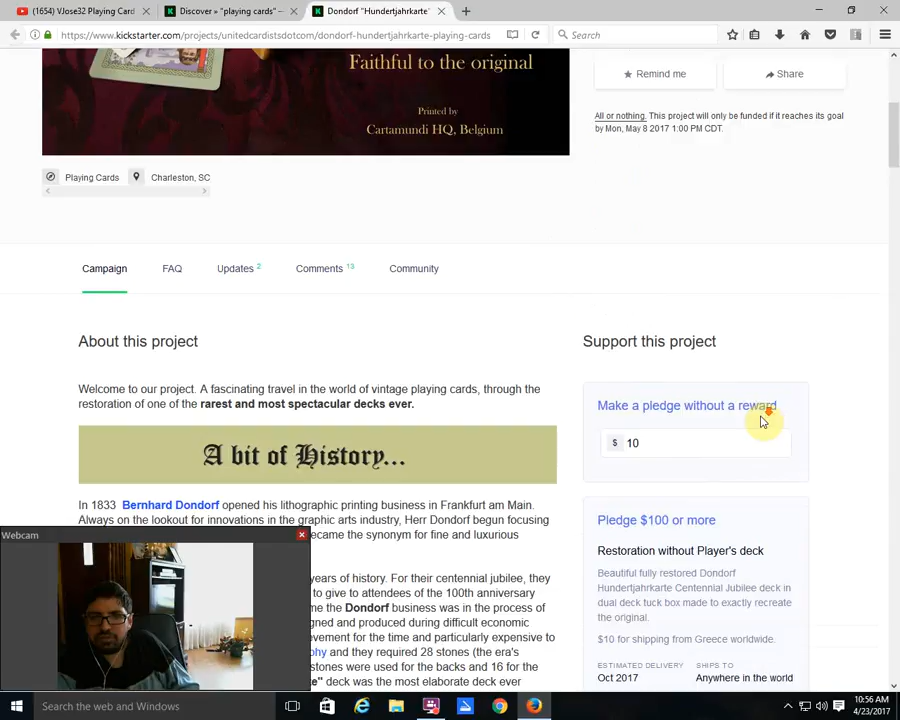 (1654) VJose32 Playing Card
Discover » "playing cards" —
Dondorf "Hundertjahrkarte"
https://www.kickstarter.com/projects/unitedcardistsdotcom/dondorf-hundertjahrkarte-playing-cards
Search
Faithful to the original
Printed by
Cartamundi HQ, Belgium
Remind me
Share
All or nothing. This project will only be funded if it reaches its goal
by Mon, May 8 2017 1:00 PM CDT.
Playing Cards
Charleston, SC
Campaign
FAQ
Updates 2
Comments 13
Community
About this project
Support this project
Welcome to our project. A fascinating travel in the world of vintage playing cards, through the
restoration of one of the rarest and most spectacular decks ever.
Make a pledge without a reward
$ 10
A bit of History...
In 1833 Bernhard Dondorf opened his lithographic printing business in Frankfurt am Main.
Always on the lookout for innovations in the graphic arts industry, Herr Dondorf begun focusing
became the synonym for fine and luxurious
Pledge $100 or more
Restoration without Player's deck
Beautiful fully restored Dondorf
Hundertjahrkarte Centennial Jubilee deck in
dual deck tuck box made to exactly recreate
the original.
$10 for shipping from Greece worldwide.
ESTIMATED DELIVERY
SHIPS TO
Oct 2017
Anywhere in the world
Webcam
years of history. For their centennial jubilee, they
to give to attendees of the 100th anniversary
the Dondorf business was in the process of
and produced during difficult economic
for the time and particularly expensive to
and they required 28 stones (the era's
stones were used for the backs and 16 for the
deck was the most elaborate deck ever
Search the web and Windows
10:56 AM
4/23/2017